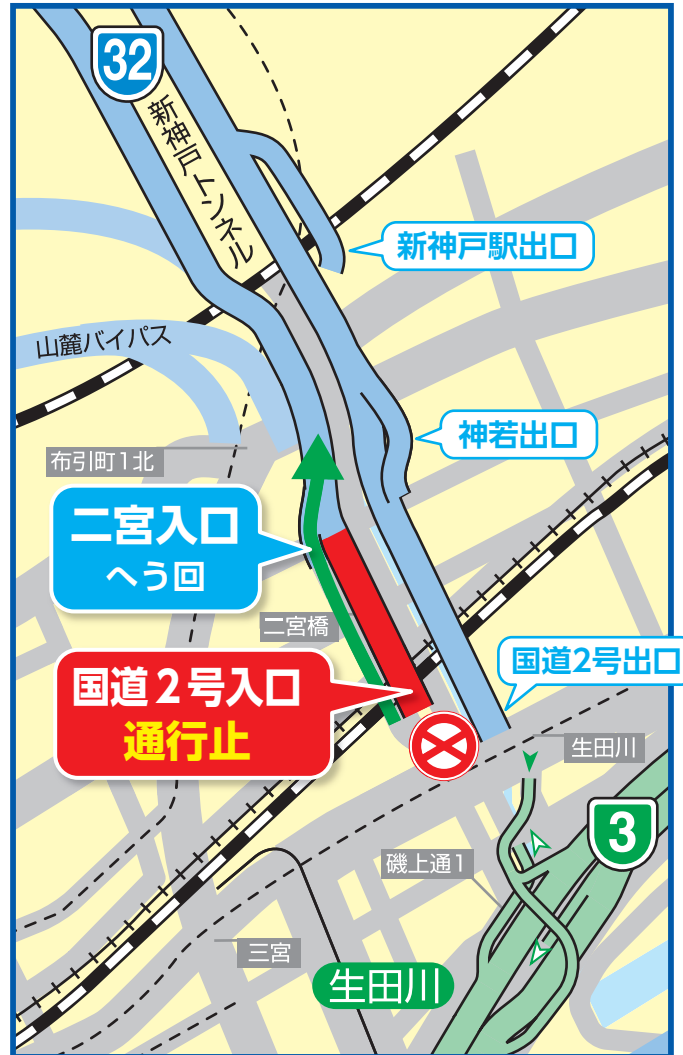 32
新神戸トンネル
新神戸駅出口
山麓バイパス
神若出口
布引町1北
二宮入口
へう回
二宮橋
国道2号出口
国道2号入口
通行止
生田川
3
磯上通1
三宮
生田川